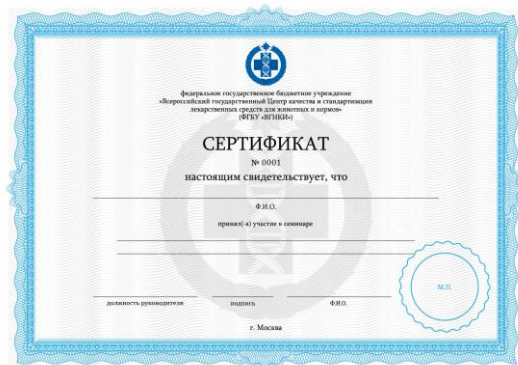 федеральное государственное бюджетное учреждение
«Всероссийский государственный Центр качества и стандартизации
лекарственных средств для животных и кормов»
(ФГБУ «ВГНКИ»)
СЕРТИФИКАТ
№ 0001
настоящим свидетельствует, что
Ф.И.О.
принял(-а) участие в семинаре
М.П.
должность руководителя подпись Ф.И.О.
г. Москва